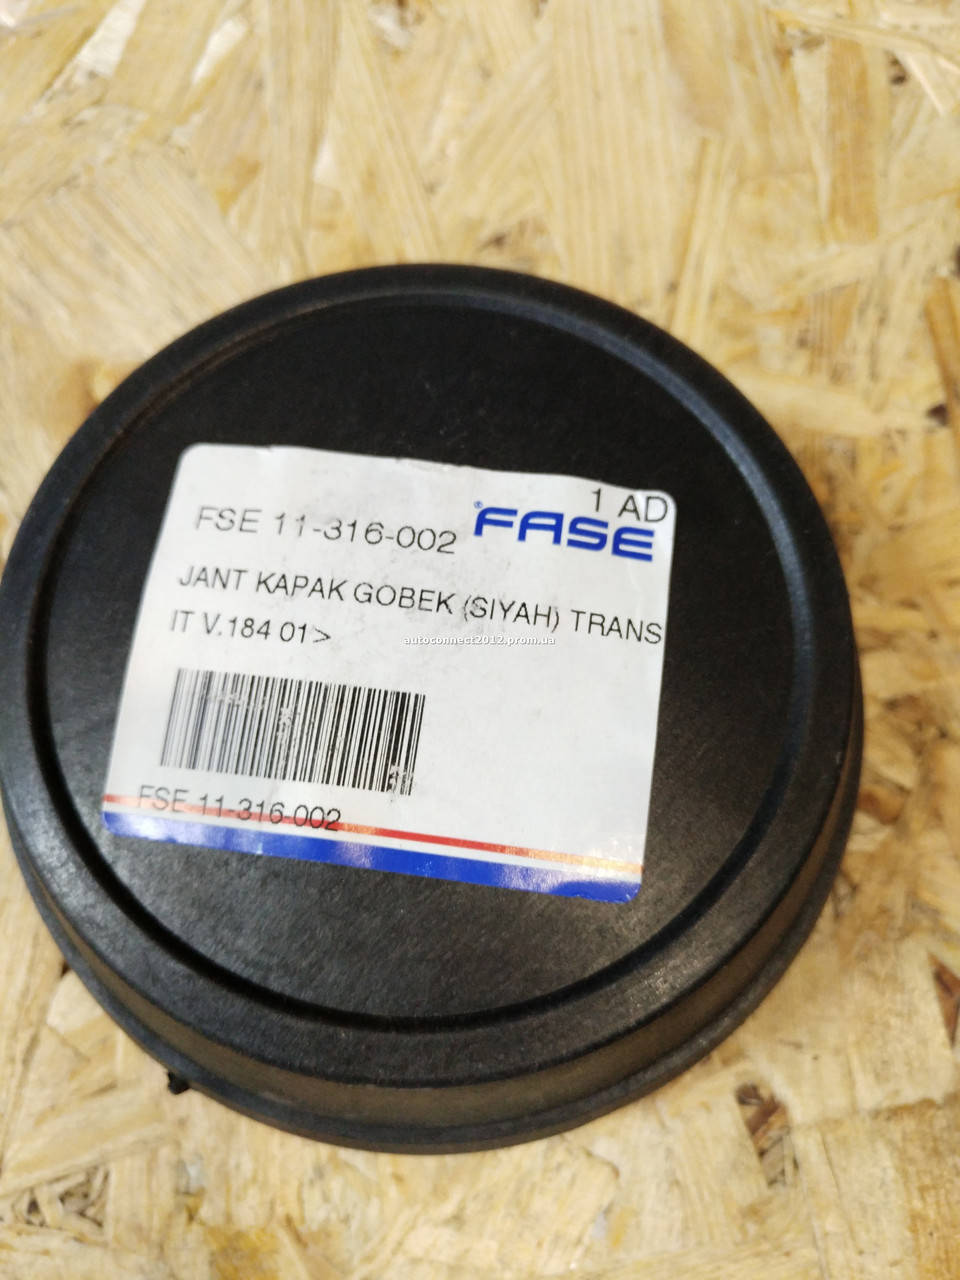 1 AD
FSE 11-316-002
®FASE
JANT KAPAK GOBEK (SIYAH) TRANS
IT V.184 01>
autoconnect2012.prom.ua
FSE 11-316-002